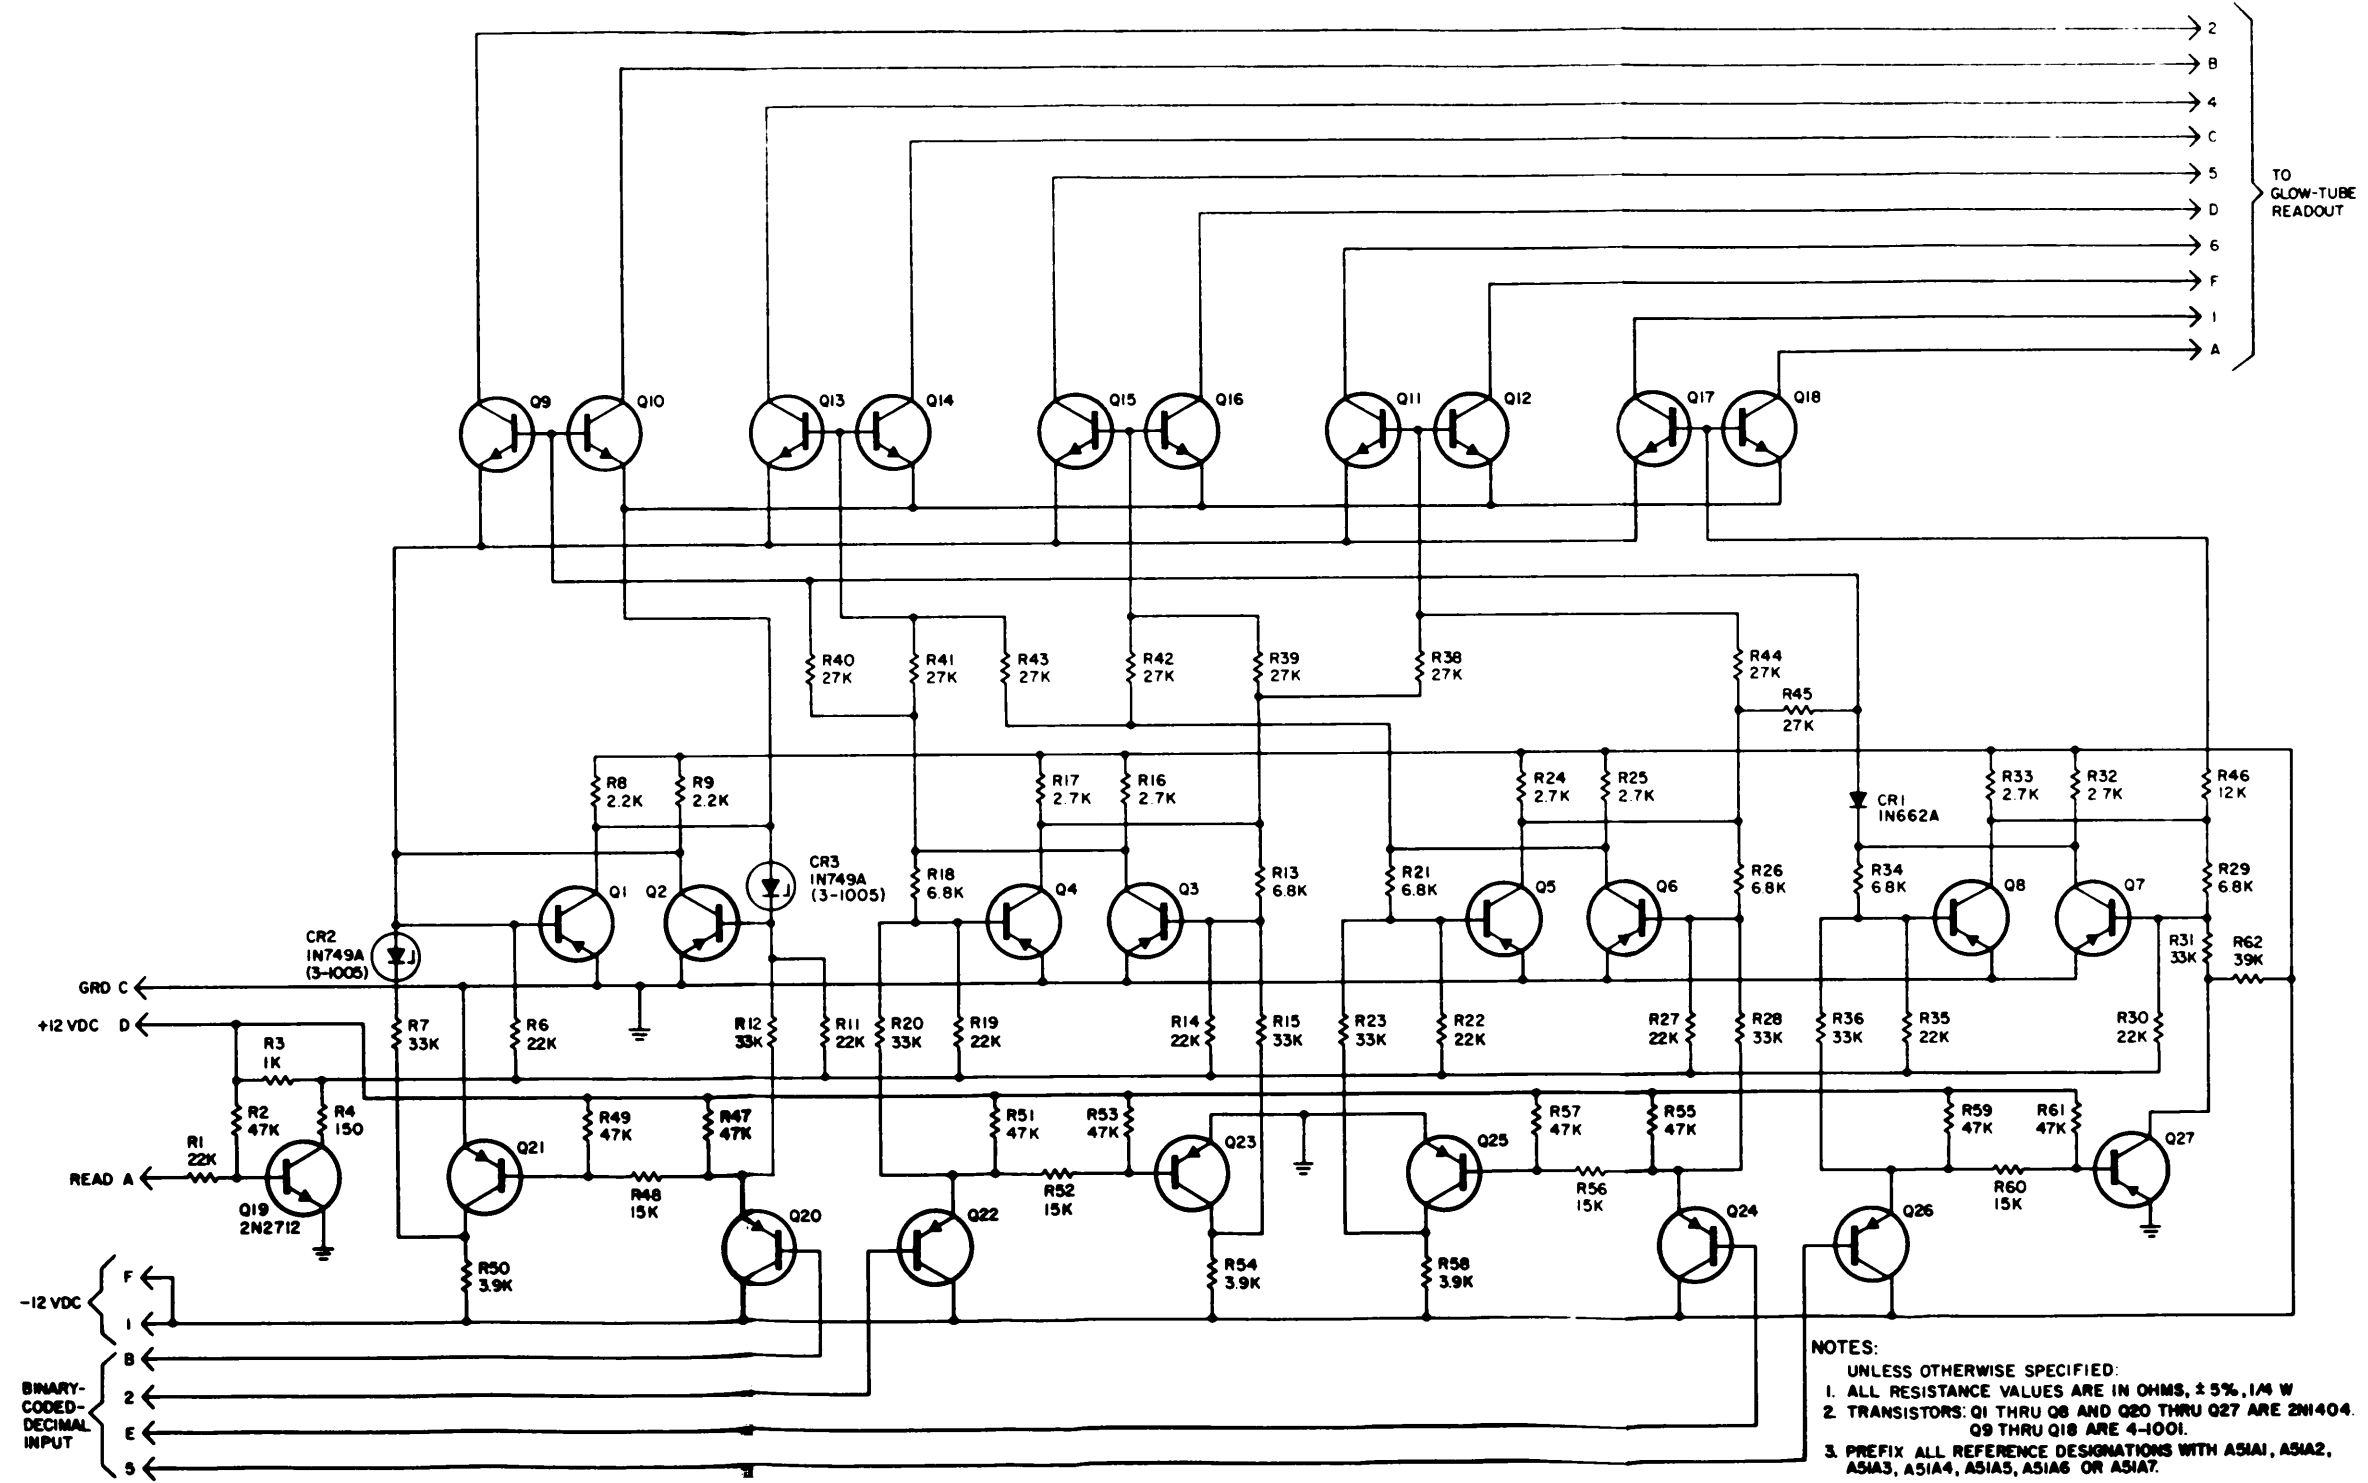 2
B
4
C
5
D
6
F
1
A
TO
GLOW-TUBE
READOUT
Q9
Q10
Q13
Q14
Q15
Q16
Q11
Q12
Q17
Q18
R40
27K
R41
27K
R43
27K
R42
27K
R39
27K
R38
27K
R44
27K
R45
27K
R8
2.2K
R9
2.2K
R17
2.7K
R16
2.7K
R24
2.7K
R25
2.7K
CR1
1N662A
R33
2.7K
R32
2.7K
R46
12K
Q1
Q2
CR3
1N749A
(3-1005)
R18
6.8K
Q4
Q3
R13
6.8K
R21
6.8K
Q5
Q6
R26
6.8K
R34
6.8K
Q8
Q7
R29
6.8K
CR2
1N749A
(3-1005)
R31
33K
R62
39K
GRD C
+12 VDC D
R3
1K
R7
33K
R6
22K
R12
33K
R11
22K
R20
33K
R19
22K
R14
22K
R15
33K
R23
33K
R22
22K
R27
22K
R28
33K
R36
33K
R35
22K
R30
22K
R2
47K
R4
150
R1
22K
Q21
R49
47K
R47
47K
R51
47K
R53
47K
Q23
Q25
R57
47K
R55
47K
R59
47K
R61
47K
Q27
READ A
Q19
2N2712
R48
15K
Q20
Q22
R52
15K
R56
15K
Q24
Q26
R60
15K
-12 VDC
F
1
R50
3.9K
R54
3.9K
R58
3.9K
BINARY-
CODED-
DECIMAL
INPUT
B
2
E
5
NOTES:
UNLESS OTHERWISE SPECIFIED:
1. ALL RESISTANCE VALUES ARE IN OHMS, ±5%, 1/4 W
2. TRANSISTORS: Q1 THRU Q8 AND Q20 THRU Q27 ARE 2N1404.
Q9 THRU Q18 ARE 4-1001.
3. PREFIX ALL REFERENCE DESIGNATIONS WITH A51A1, A51A2,
A51A3, A51A4, A51A5, A51A6 OR A51A7.